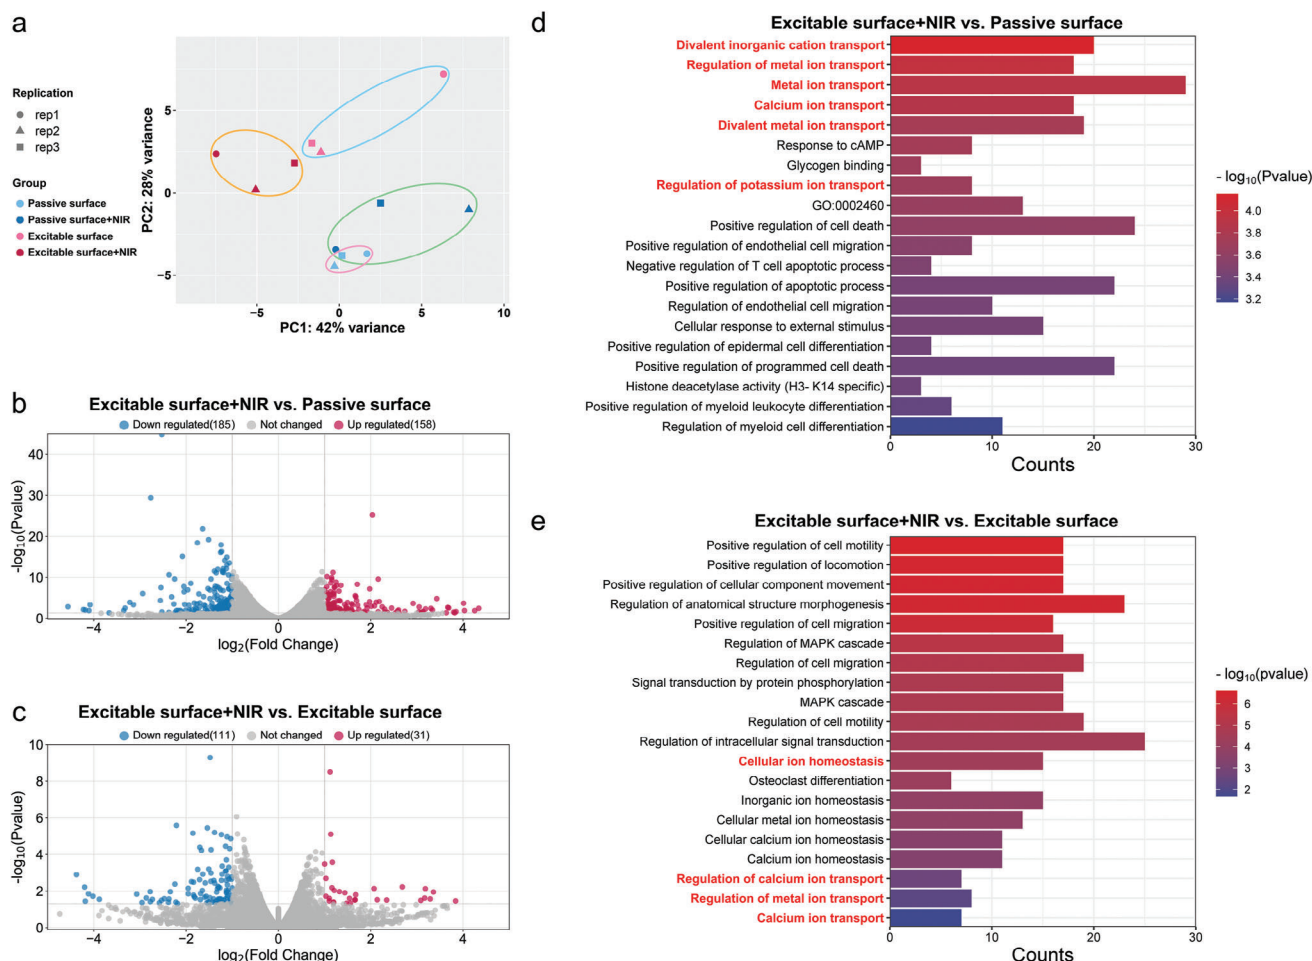 a
Replication
rep1
rep2
rep3
Group
Passive surface
Passive surface+NIR
Excitable surface
Excitable surface+NIR
PC2: 28% variance
5
0
−5
−5
0
5
10
PC1: 42% variance
b
Excitable surface+NIR vs. Passive surface
Down regulated(185) Not changed Up regulated(158)
-log10(Pvalue)
40
30
20
10
0
−4 −2 0 2 4
log2(Fold Change)
c
Excitable surface+NIR vs. Excitable surface
Down regulated(111) Not changed Up regulated(31)
-log10(Pvalue)
10
8
6
4
2
0
−4 −2 0 2 4
log2(Fold Change)
d
Excitable surface+NIR vs. Passive surface
Divalent inorganic cation transport
Regulation of metal ion transport
Metal ion transport
Calcium ion transport
Divalent metal ion transport
Response to cAMP
Glycogen binding
Regulation of potassium ion transport
GO:0002460
Positive regulation of cell death
Positive regulation of endothelial cell migration
Negative regulation of T cell apoptotic process
Positive regulation of apoptotic process
Regulation of endothelial cell migration
Cellular response to external stimulus
Positive regulation of epidermal cell differentiation
Positive regulation of programmed cell death
Histone deacetylase activity (H3- K14 specific)
Positive regulation of myeloid leukocyte differentiation
Regulation of myeloid cell differentiation
0 10 20 30
Counts
- log10(Pvalue)
4.0
3.8
3.6
3.4
3.2
e
Excitable surface+NIR vs. Excitable surface
Positive regulation of cell motility
Positive regulation of locomotion
Positive regulation of cellular component movement
Regulation of anatomical structure morphogenesis
Positive regulation of cell migration
Regulation of MAPK cascade
Regulation of cell migration
Signal transduction by protein phosphorylation
MAPK cascade
Regulation of cell motility
Regulation of intracellular signal transduction
Cellular ion homeostasis
Osteoclast differentiation
Inorganic ion homeostasis
Cellular metal ion homeostasis
Cellular calcium ion homeostasis
Calcium ion homeostasis
Regulation of calcium ion transport
Regulation of metal ion transport
Calcium ion transport
0 10 20 30
Counts
- log10(pvalue)
6
5
4
3
2